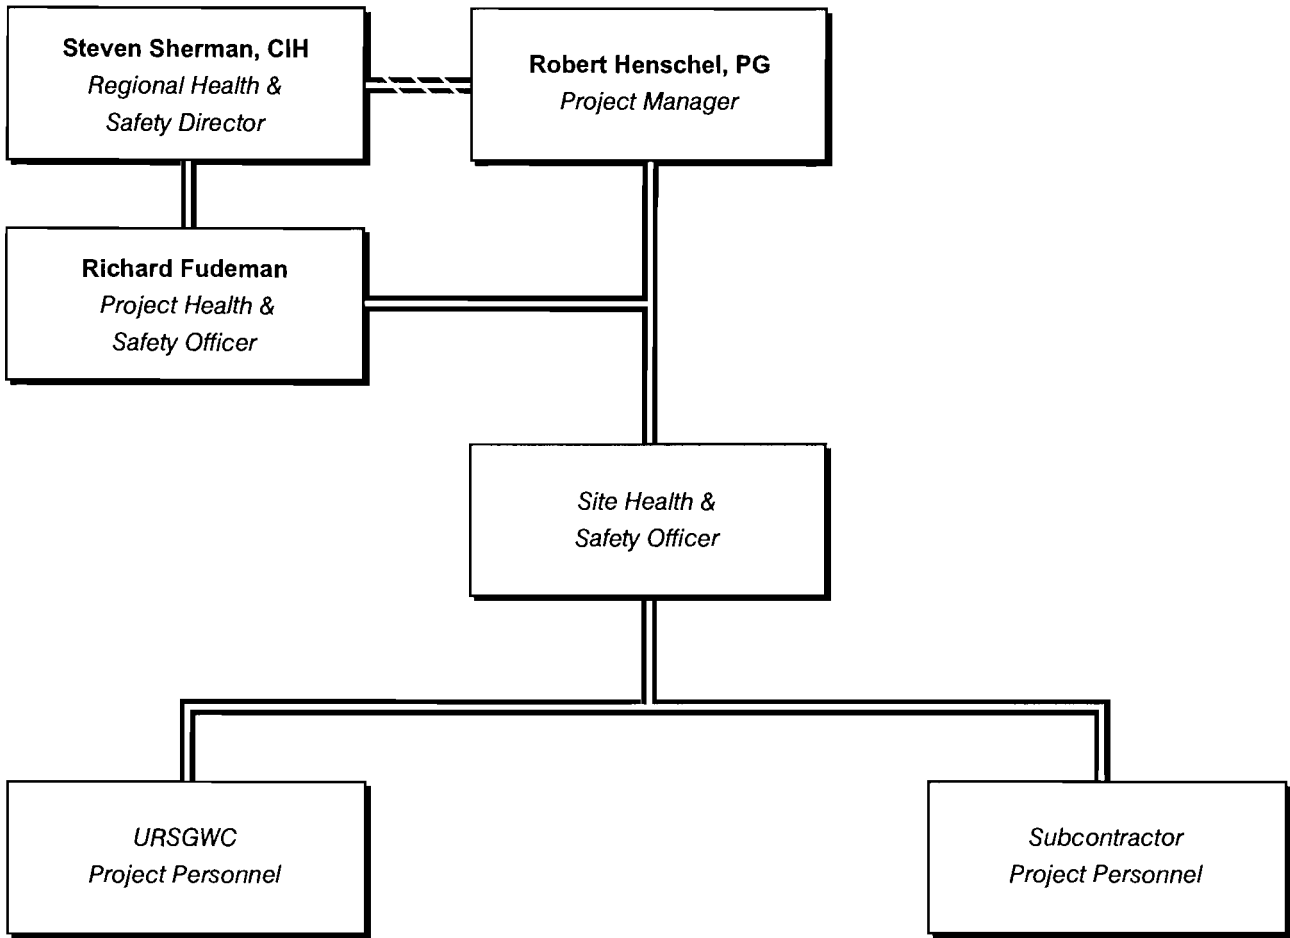 Steven Sherman, CIH
Regional Health &
Safety Director
Robert Henschel, PG
Project Manager
Richard Fudeman
Project Health &
Safety Officer
Site Health &
Safety Officer
URSGWC
Project Personnel
Subcontractor
Project Personnel